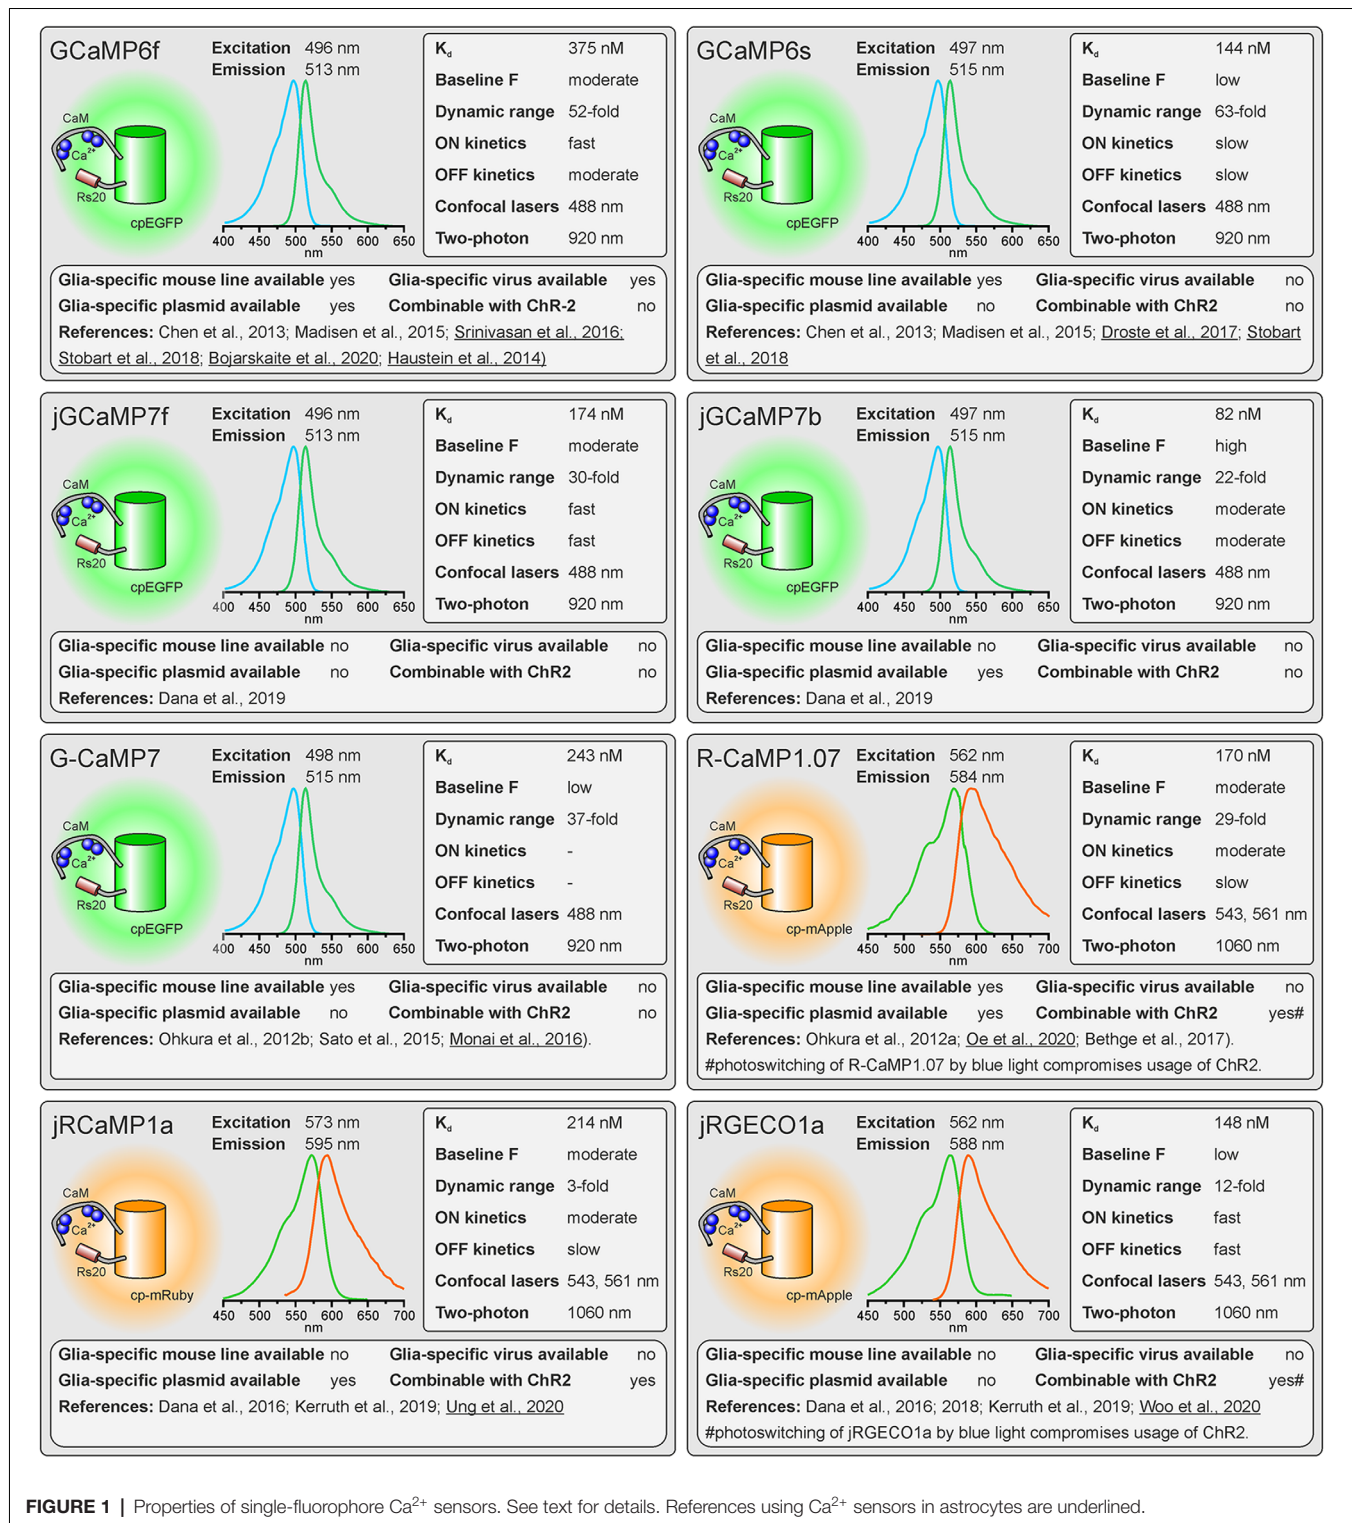 GCaMP6f
Excitation 496 nm
Emission 513 nm
CaM
Ca2+
Rs20
cpEGFP
400 450 500 550 600 650
nm
Kd 375 nM
Baseline F moderate
Dynamic range 52-fold
ON kinetics fast
OFF kinetics moderate
Confocal lasers 488 nm
Two-photon 920 nm
Glia-specific mouse line available yes Glia-specific virus available yes
Glia-specific plasmid available yes Combinable with ChR-2 no
References: Chen et al., 2013; Madisen et al., 2015; Srinivasan et al., 2016;
Stobart et al., 2018; Bojarskaite et al., 2020; Haustein et al., 2014)
GCaMP6s
Excitation 497 nm
Emission 515 nm
CaM
Ca2+
Rs20
cpEGFP
400 450 500 550 600 650
nm
Kd 144 nM
Baseline F low
Dynamic range 63-fold
ON kinetics slow
OFF kinetics slow
Confocal lasers 488 nm
Two-photon 920 nm
Glia-specific mouse line available yes Glia-specific virus available no
Glia-specific plasmid available no Combinable with ChR2 no
References: Chen et al., 2013; Madisen et al., 2015; Droste et al., 2017; Stobart
et al., 2018
jGCaMP7f
Excitation 496 nm
Emission 513 nm
CaM
Ca2+
Rs20
cpEGFP
400 450 500 550 600 650
nm
Kd 174 nM
Baseline F moderate
Dynamic range 30-fold
ON kinetics fast
OFF kinetics fast
Confocal lasers 488 nm
Two-photon 920 nm
Glia-specific mouse line available no Glia-specific virus available no
Glia-specific plasmid available no Combinable with ChR2 no
References: Dana et al., 2019
jGCaMP7b
Excitation 497 nm
Emission 515 nm
CaM
Ca2+
Rs20
cpEGFP
400 450 500 550 600 650
nm
Kd 82 nM
Baseline F high
Dynamic range 22-fold
ON kinetics moderate
OFF kinetics moderate
Confocal lasers 488 nm
Two-photon 920 nm
Glia-specific mouse line available no Glia-specific virus available no
Glia-specific plasmid available yes Combinable with ChR2 no
References: Dana et al., 2019
G-CaMP7
Excitation 498 nm
Emission 515 nm
CaM
Ca2+
Rs20
cpEGFP
400 450 500 550 600 650
nm
Kd 243 nM
Baseline F low
Dynamic range 37-fold
ON kinetics -
OFF kinetics -
Confocal lasers 488 nm
Two-photon 920 nm
Glia-specific mouse line available yes Glia-specific virus available no
Glia-specific plasmid available no Combinable with ChR2 no
References: Ohkura et al., 2012b; Sato et al., 2015; Monai et al., 2016).
R-CaMP1.07
Excitation 562 nm
Emission 584 nm
CaM
Ca2+
Rs20
cp-mApple
450 500 550 600 650 700
nm
Kd 170 nM
Baseline F moderate
Dynamic range 29-fold
ON kinetics moderate
OFF kinetics slow
Confocal lasers 543, 561 nm
Two-photon 1060 nm
Glia-specific mouse line available yes Glia-specific virus available no
Glia-specific plasmid available yes Combinable with ChR2 yes#
References: Ohkura et al., 2012a; Oe et al., 2020; Bethge et al., 2017).
#photoswitching of R-CaMP1.07 by blue light compromises usage of ChR2.
jRCaMP1a
Excitation 573 nm
Emission 595 nm
CaM
Ca2+
Rs20
cp-mRuby
450 500 550 600 650 700
nm
Kd 214 nM
Baseline F moderate
Dynamic range 3-fold
ON kinetics moderate
OFF kinetics slow
Confocal lasers 543, 561 nm
Two-photon 1060 nm
Glia-specific mouse line available no Glia-specific virus available no
Glia-specific plasmid available yes Combinable with ChR2 yes
References: Dana et al., 2016; Kerruth et al., 2019; Ung et al., 2020
jRGECO1a
Excitation 562 nm
Emission 588 nm
CaM
Ca2+
Rs20
cp-mApple
450 500 550 600 650 700
nm
Kd 148 nM
Baseline F low
Dynamic range 12-fold
ON kinetics fast
OFF kinetics fast
Confocal lasers 543, 561 nm
Two-photon 1060 nm
Glia-specific mouse line available no Glia-specific virus available no
Glia-specific plasmid available no Combinable with ChR2 yes#
References: Dana et al., 2016; 2018; Kerruth et al., 2019; Woo et al., 2020
#photoswitching of jRGECO1a by blue light compromises usage of ChR2.
FIGURE 1 | Properties of single-fluorophore Ca2+ sensors. See text for details. References using Ca2+ sensors in astrocytes are underlined.